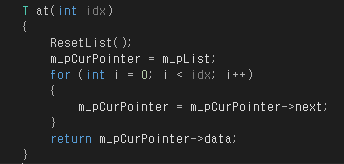 T at(int idx)
{
ResetList();
m_pCurPointer = m_pList;
for (int i = 0; i < idx; i++)
{
m_pCurPointer = m_pCurPointer->next;
}
return m_pCurPointer->data;
}